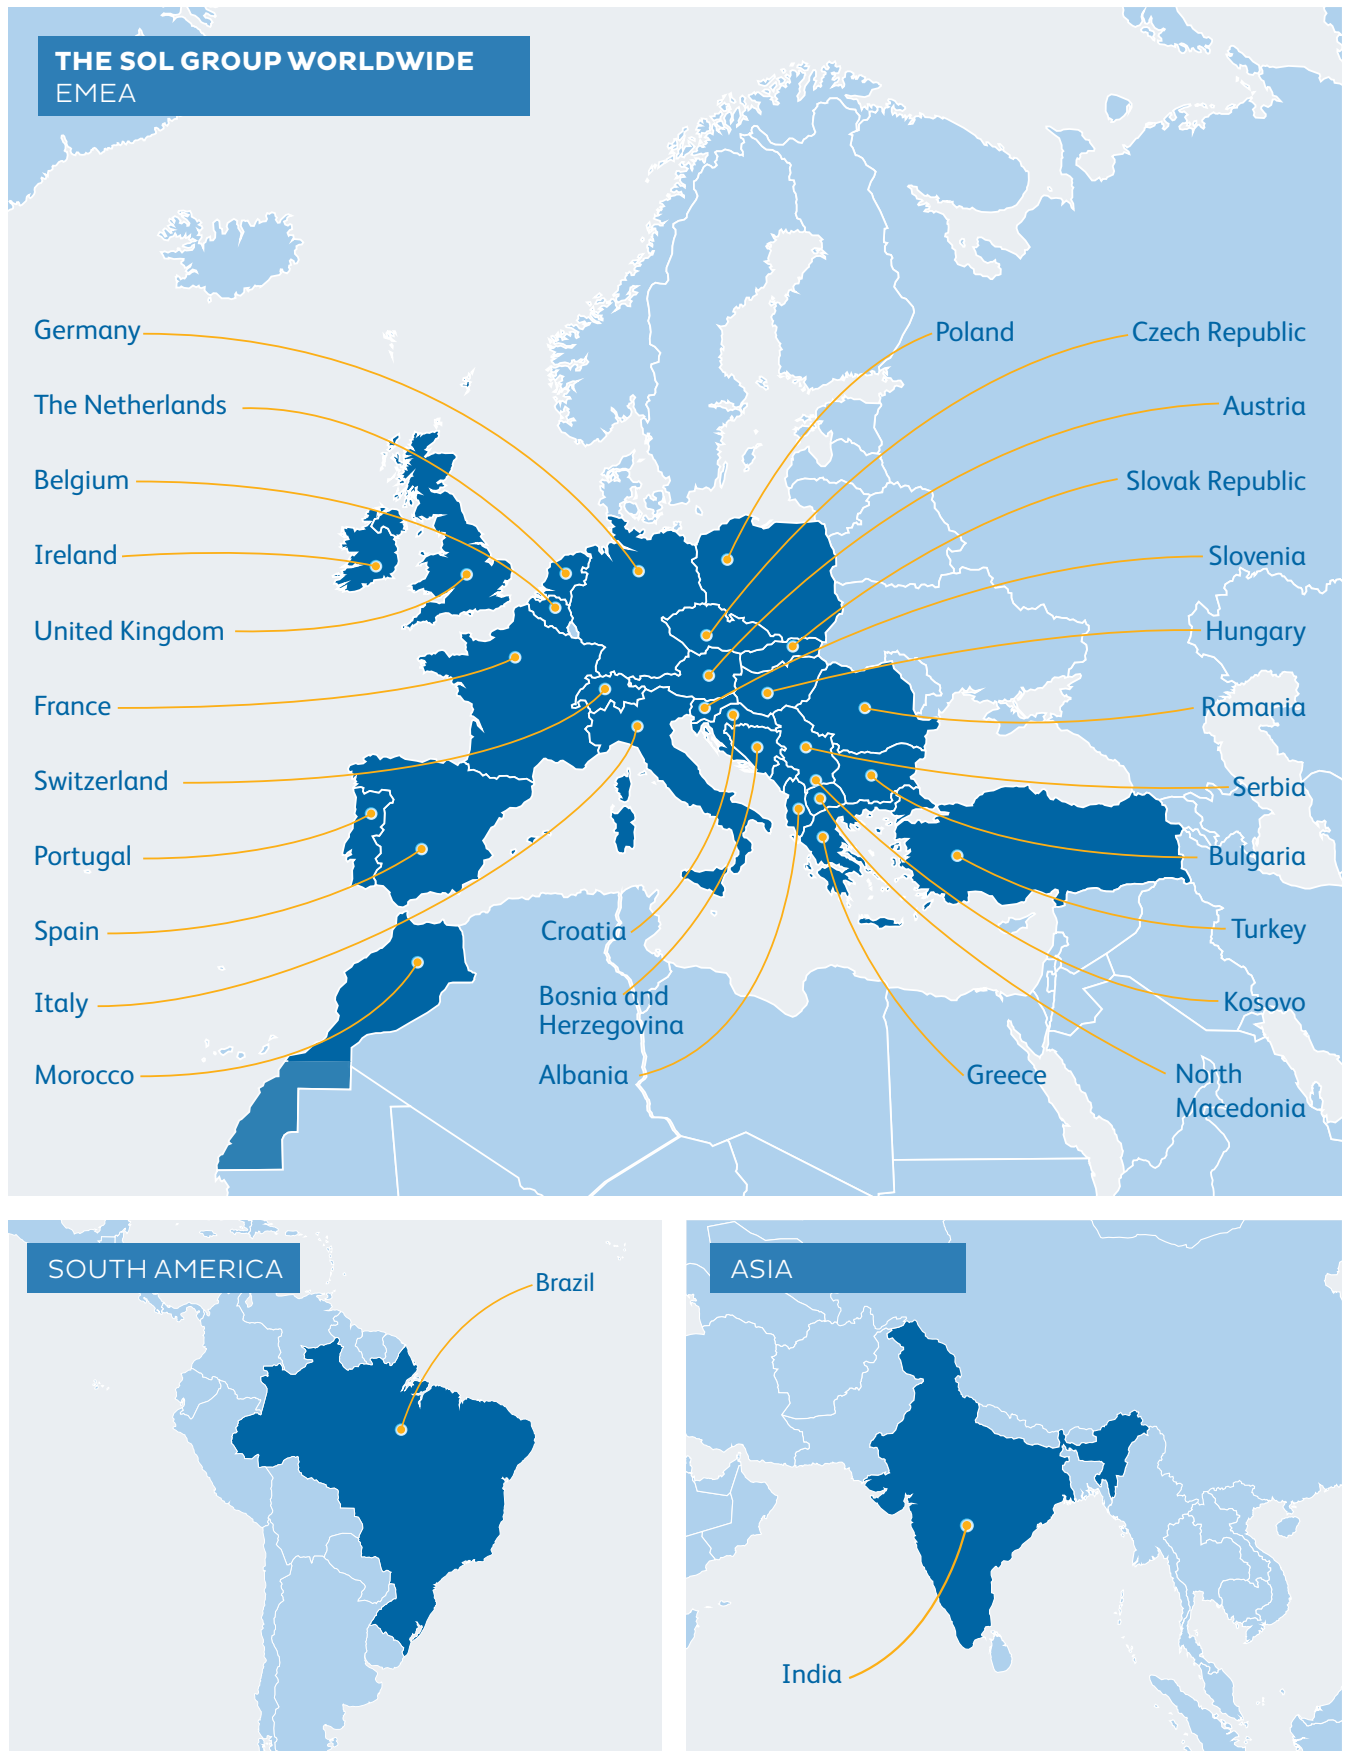 THE SOL GROUP WORLDWIDE
EMEA
Germany
The Netherlands
Belgium
Ireland
United Kingdom
France
Switzerland
Portugal
Spain
Italy
Morocco
Poland
Czech Republic
Austria
Slovak Republic
Slovenia
Hungary
Romania
Serbia
Bulgaria
Turkey
Kosovo
North
Macedonia
Croatia
Bosnia and
Herzegovina
Albania
Greece
SOUTH AMERICA
Brazil
ASIA
India